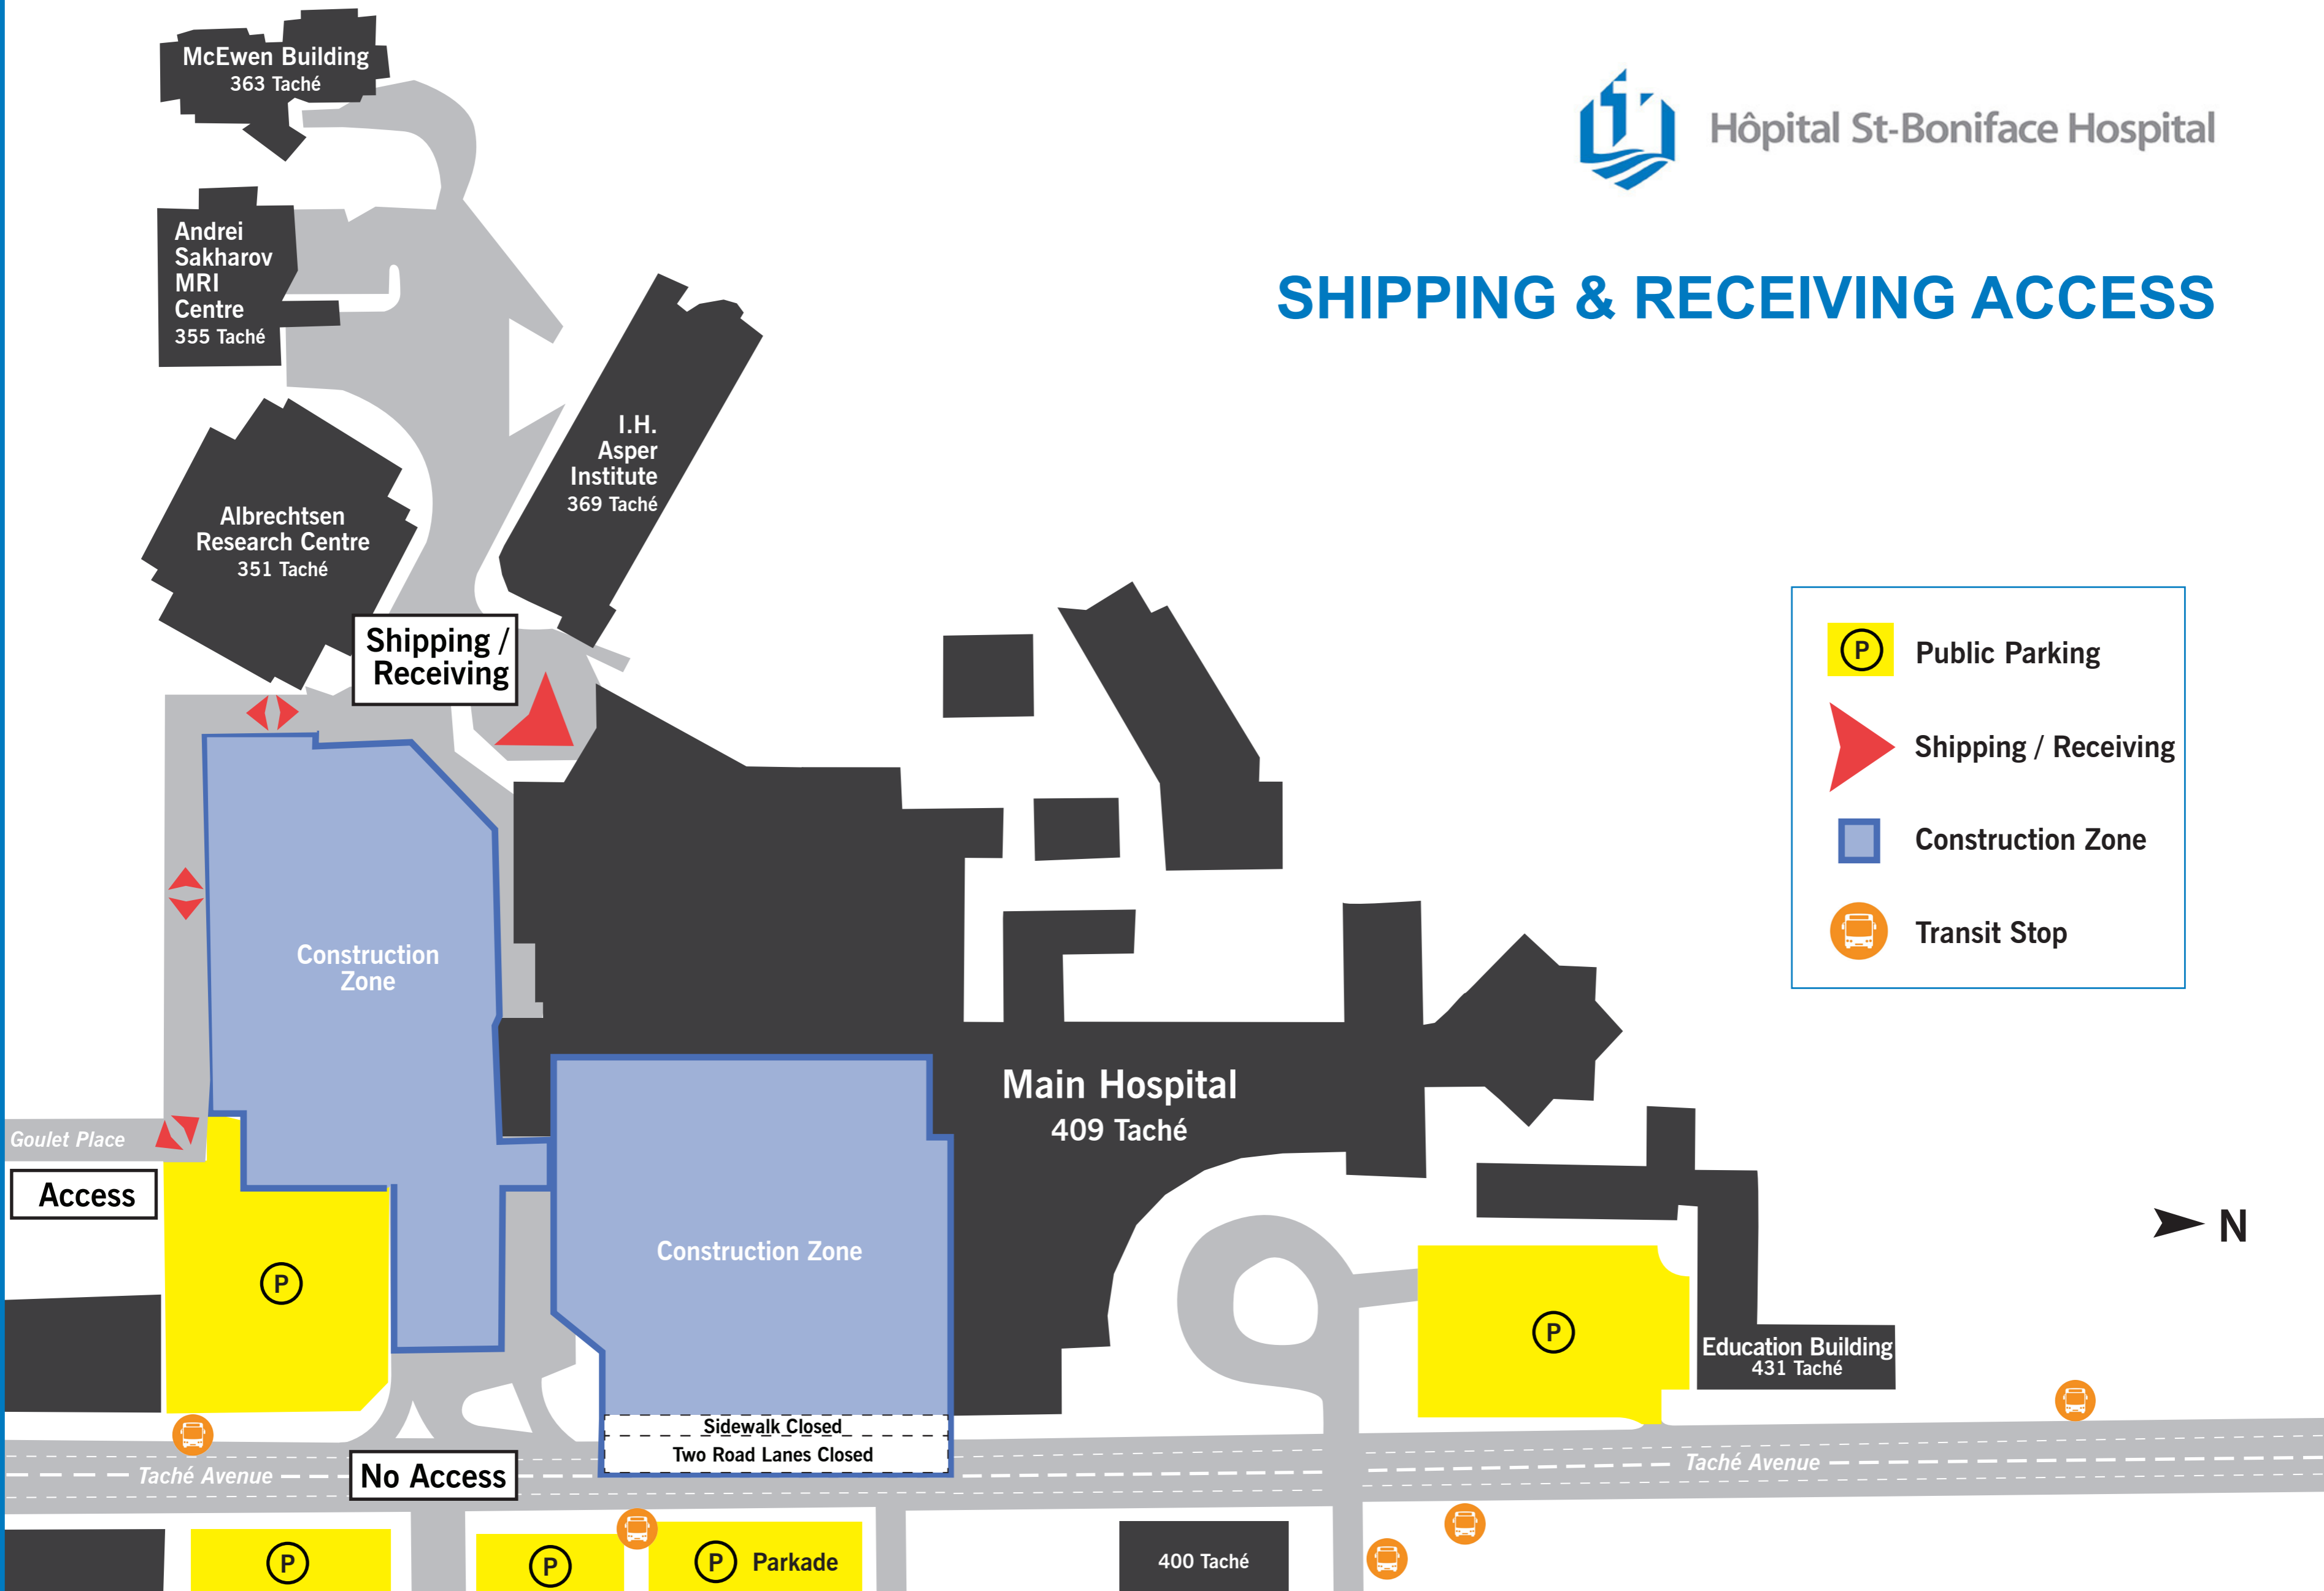 McEwen Building
363 Taché
Hôpital St-Boniface Hospital
SHIPPING & RECEIVING ACCESS
Andrei
Sakharov
MRI
Centre
355 Taché
I.H.
Asper
Institute
369 Taché
Albrechtsen
Research Centre
351 Taché
Shipping /
Receiving
P
Public Parking
Shipping / Receiving
Construction Zone
Transit Stop
Construction
Zone
Main Hospital
409 Taché
Goulet Place
Access
N
Construction Zone
P
P
Education Building
431 Taché
Sidewalk Closed
Two Road Lanes Closed
Taché Avenue
No Access
Taché Avenue
P
P
P Parkade
400 Taché